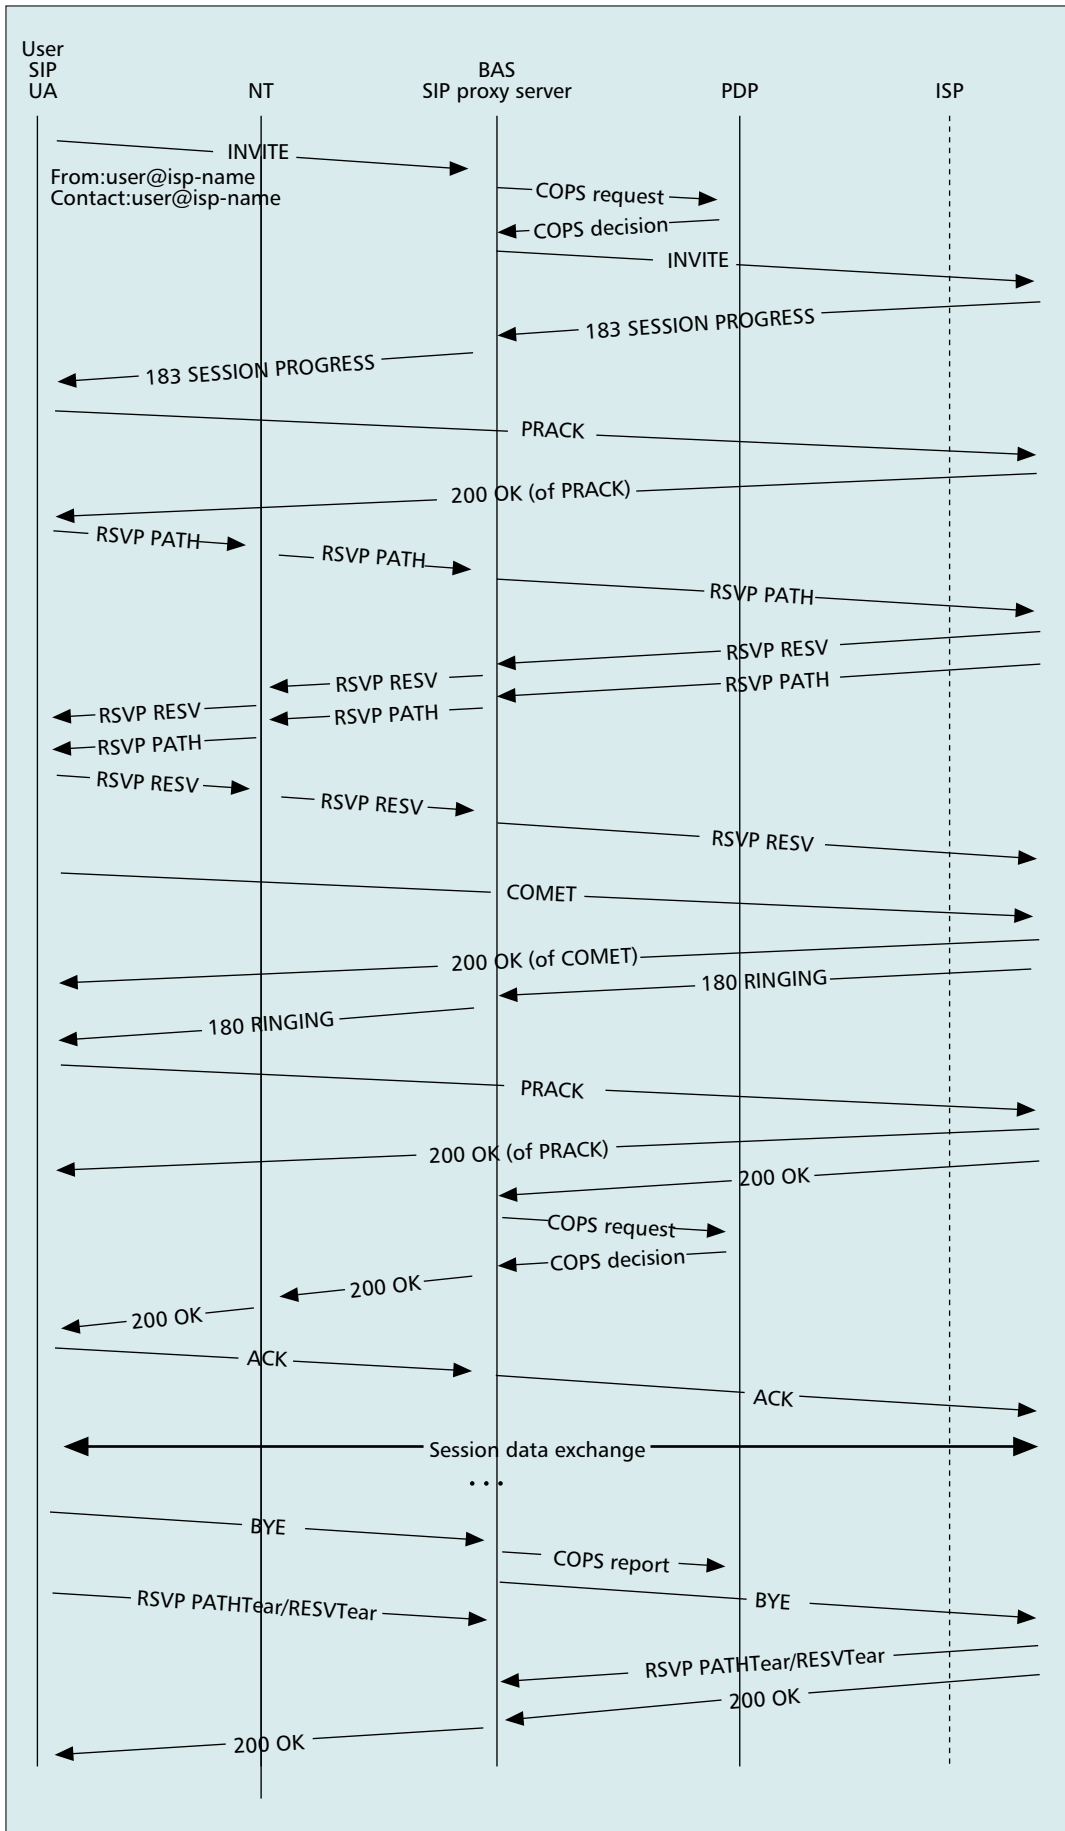 User
SIP
UA
NT
BAS
SIP proxy server
PDP
ISP
INVITE
From:user@isp-name
Contact:user@isp-name
COPS request
COPS decision
INVITE
183 SESSION PROGRESS
183 SESSION PROGRESS
PRACK
200 OK (of PRACK)
RSVP PATH
RSVP PATH
RSVP PATH
RSVP RESV
RSVP RESV
RSVP PATH
RSVP RESV
RSVP PATH
RSVP PATH
RSVP RESV
RSVP RESV
RSVP RESV
COMET
200 OK (of COMET)
180 RINGING
180 RINGING
PRACK
200 OK (of PRACK)
200 OK
COPS request
COPS decision
200 OK
200 OK
ACK
ACK
Session data exchange
...
BYE
COPS report
RSVP PATHTear/RESVTear
BYE
RSVP PATHTear/RESVTear
200 OK
200 OK